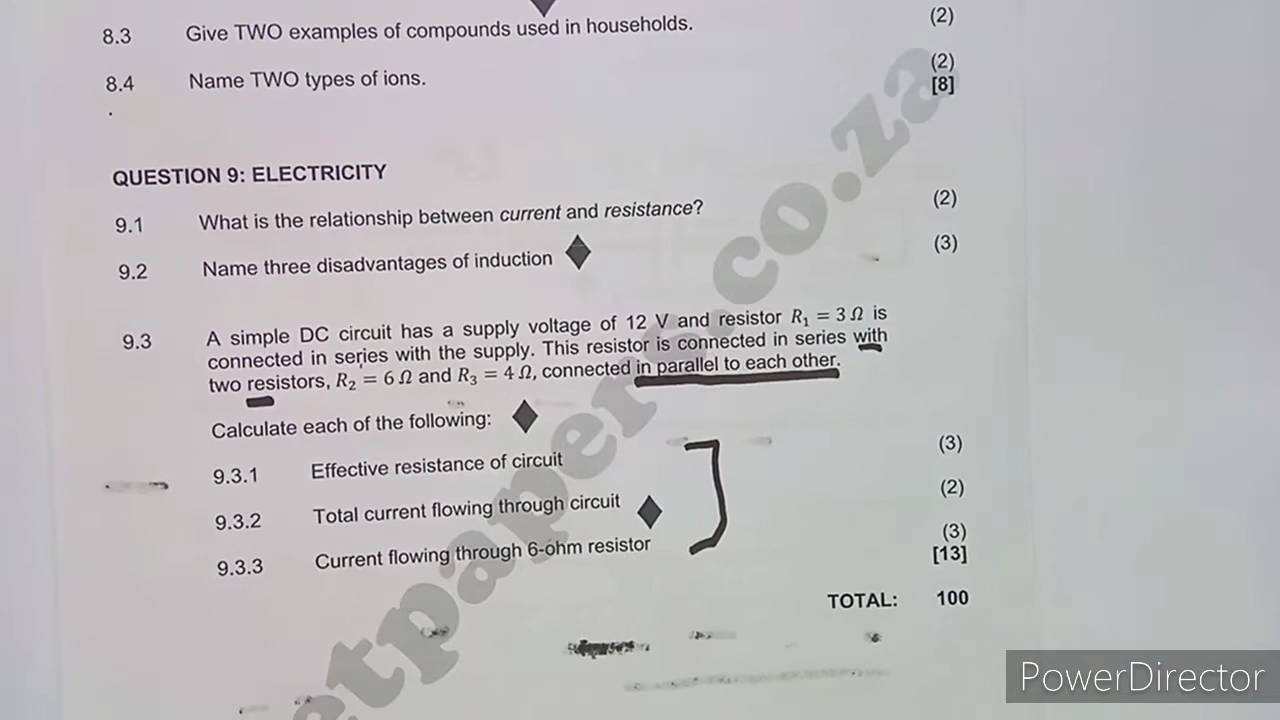 8.3 Give TWO examples of compounds used in households. (2)
8.4 Name TWO types of ions. (2)
[8]
QUESTION 9: ELECTRICITY
9.1 What is the relationship between current and resistance? (2)
9.2 Name three disadvantages of induction (3)
9.3 A simple DC circuit has a supply voltage of 12 V and resistor R₁ = 3 Ω is
connected in series with the supply. This resistor is connected in series with
two resistors, R₂ = 6 Ω and R₃ = 4 Ω, connected in parallel to each other.
Calculate each of the following:
9.3.1 Effective resistance of circuit (3)
9.3.2 Total current flowing through circuit (2)
9.3.3 Current flowing through 6-ohm resistor (3)
[13]
TOTAL: 100
etpapers.co.za
PowerDirector